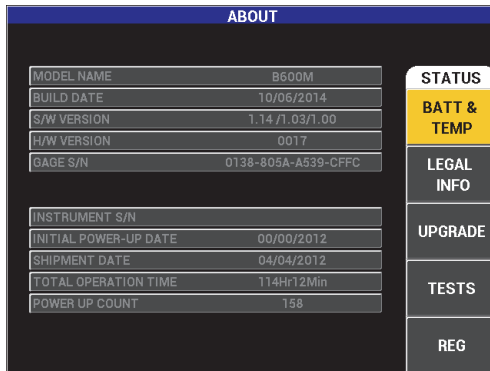 ABOUT
MODEL NAME B600M
BUILD DATE 10/06/2014
S/W VERSION 1.14 /1.03/1.00
H/W VERSION 0017
GAGE S/N 0138-805A-A539-CFFC
INSTRUMENT S/N
INITIAL POWER-UP DATE 00/00/2012
SHIPMENT DATE 04/04/2012
TOTAL OPERATION TIME 114Hr12Min
POWER UP COUNT 158
STATUS
BATT &
TEMP
LEGAL
INFO
UPGRADE
TESTS
REG